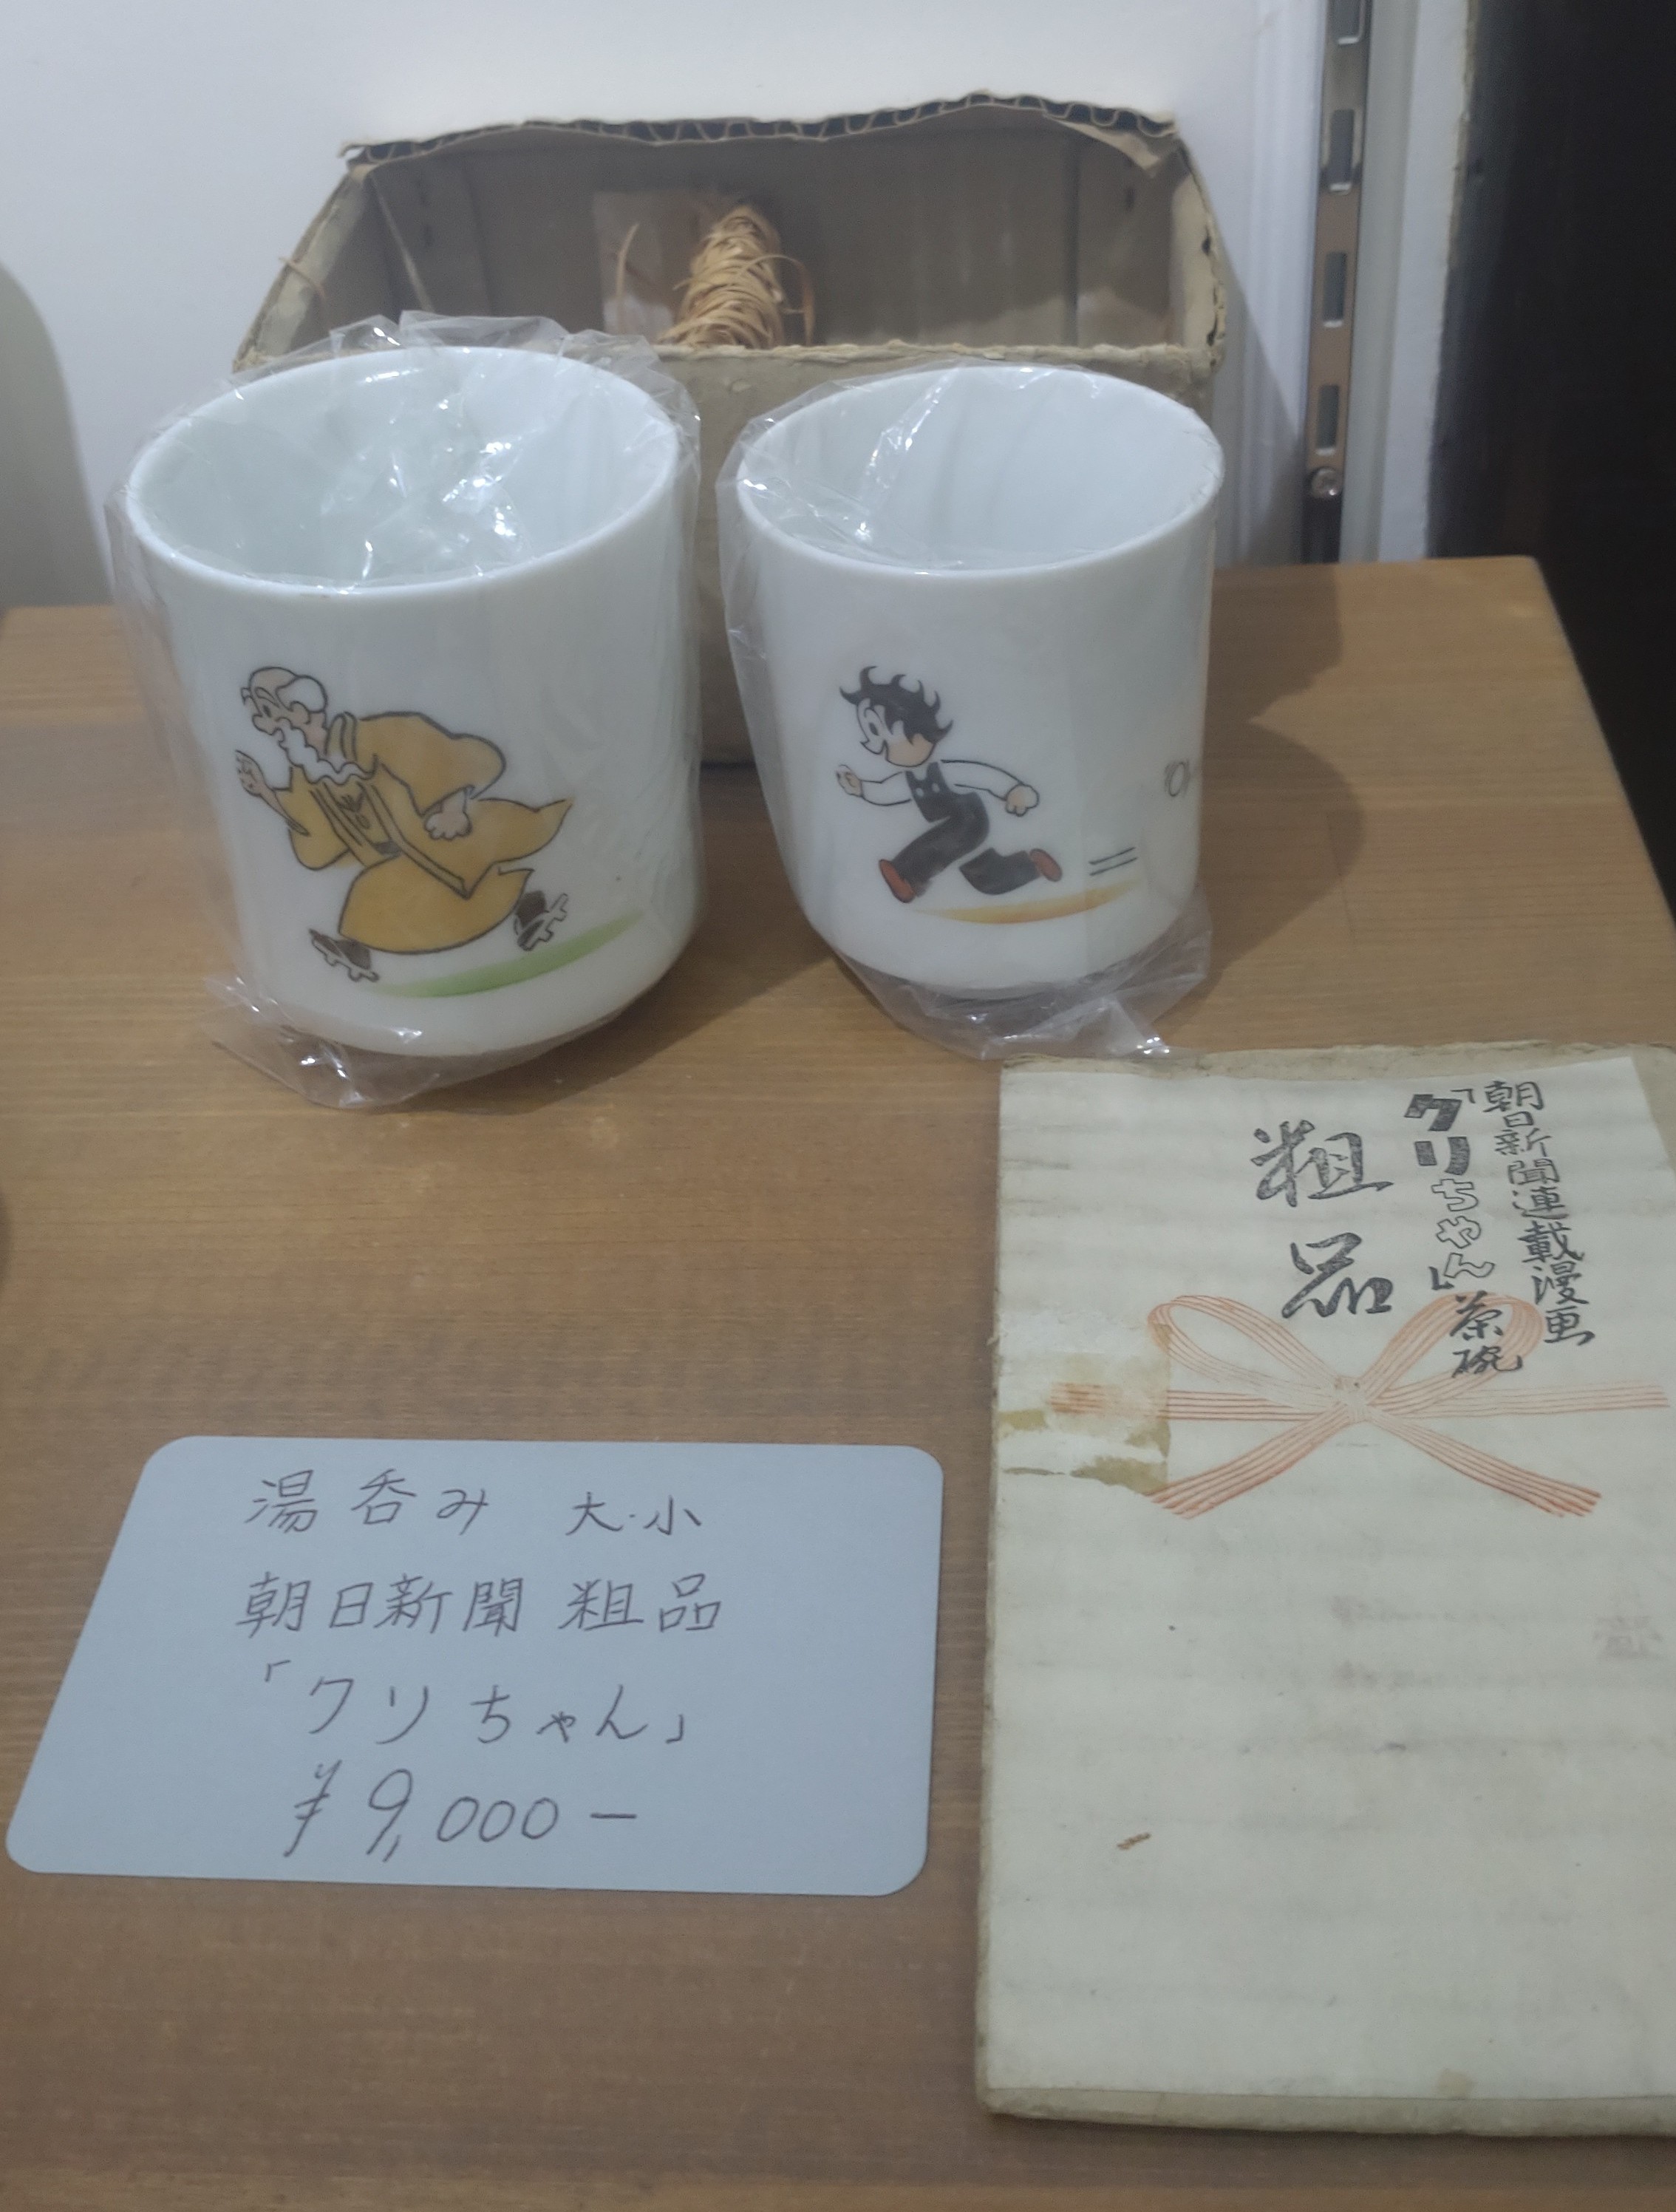 朝日新聞連載漫画
「クリちゃん」茶碗
粗品
湯呑み 大・小
朝日新聞 粗品
「クリちゃん」
¥9,000-